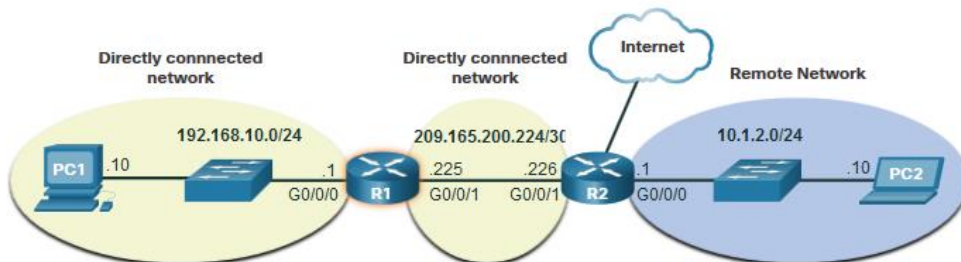 Internet
Directly connnected
network
Directly connnected
network
Remote Network
192.168.10.0/24
209.165.200.224/30
10.1.2.0/24
PC1
.10
.1
R1
.225
.226
R2
.1
.10
PC2
G0/0/0
G0/0/1
G0/0/1
G0/0/0